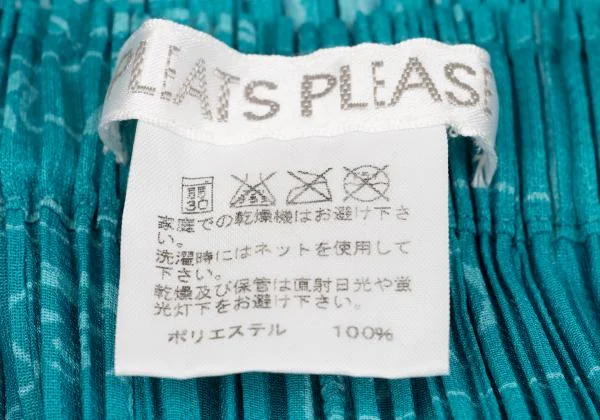 PLEATS PLEASE
弱
30
家庭での乾燥機はお避け下さ
い。
洗濯時にはネットを使用して
下さい。
乾燥及び保管は直射日光や蛍
光灯下をお避け下さい。
ポリエステル 100%